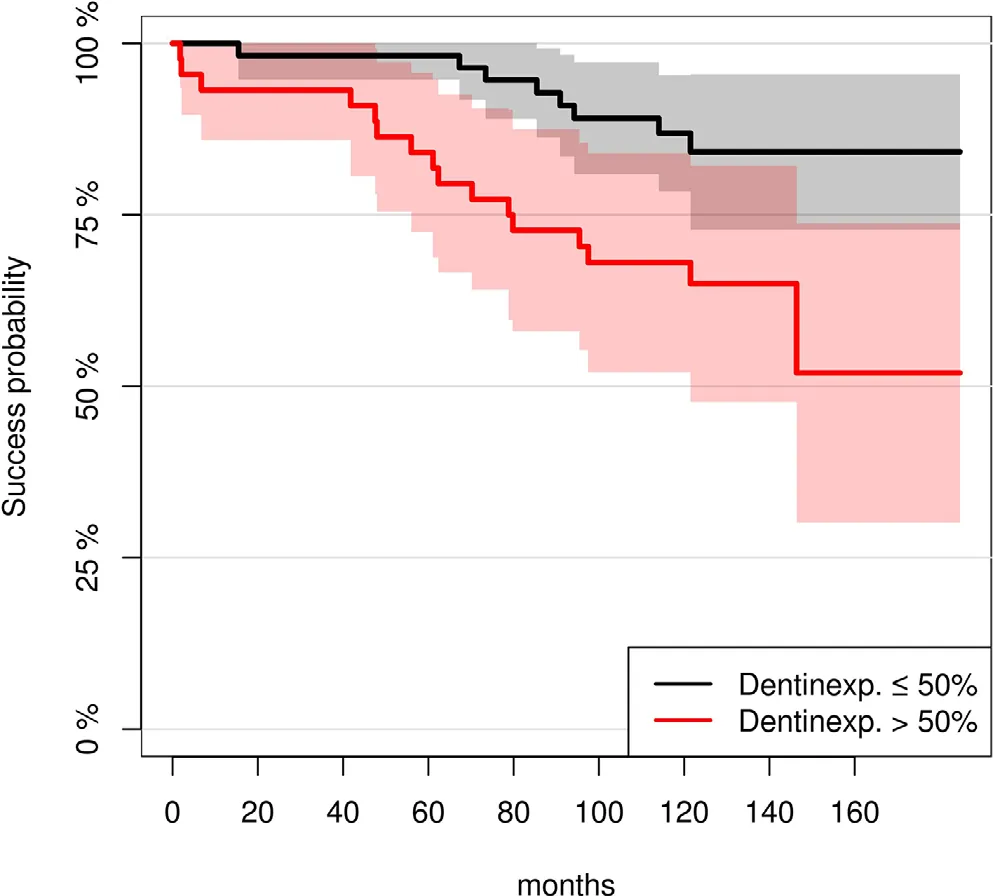 100 %
75 %
50 %
25 %
0 %
Success probability
Dentinexp. ≤ 50%
Dentinexp. > 50%
0 20 40 60 80 100 120 140 160
months